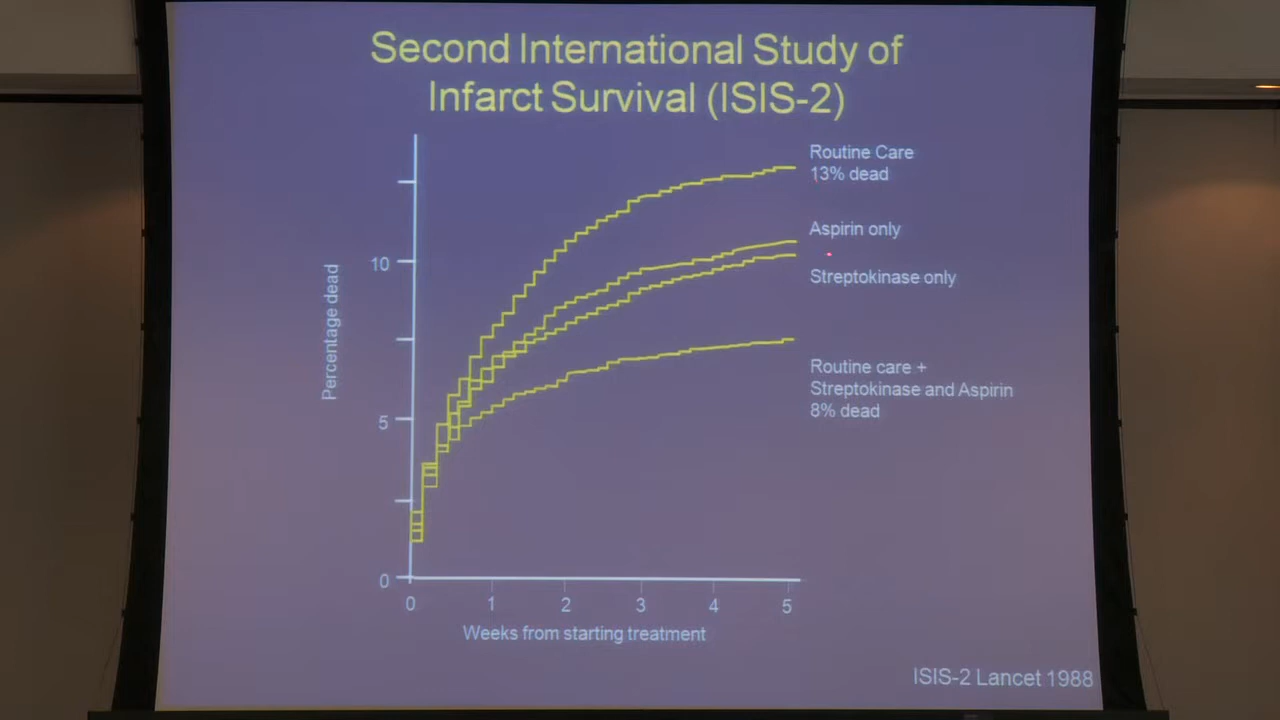 Second International Study of
Infarct Survival (ISIS-2)
Routine Care
13% dead
Aspirin only
Streptokinase only
Routine care +
Streptokinase and Aspirin
8% dead
Percentage dead
10
5
0
0 1 2 3 4 5
Weeks from starting treatment
ISIS-2 Lancet 1988